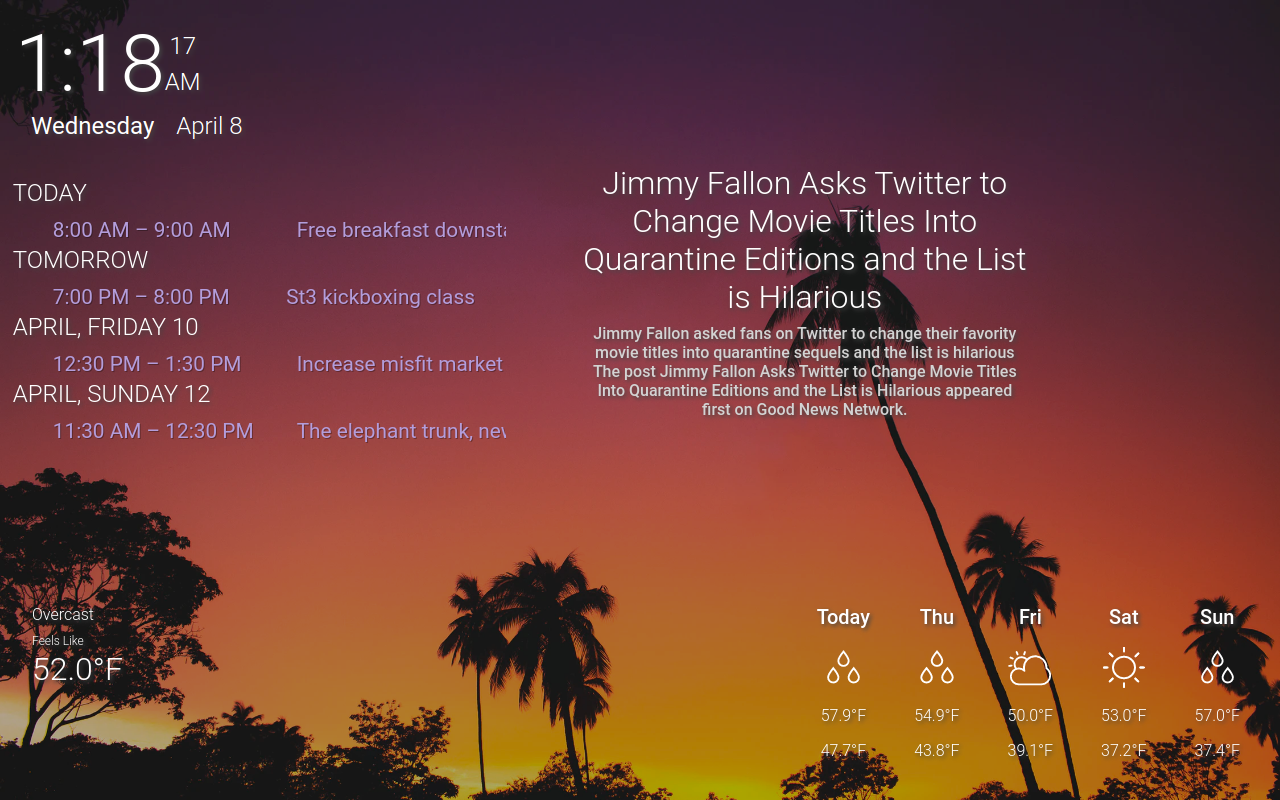 1:18 17 AM
Wednesday April 8
TODAY
8:00 AM – 9:00 AM Free breakfast
TOMORROW
7:00 PM – 8:00 PM St3 kickboxing class
APRIL, FRIDAY 10
12:30 PM – 1:30 PM Increase misfit market
APRIL, SUNDAY 12
11:30 AM – 12:30 PM The elephant trunk,
Jimmy Fallon Asks Twitter to
Change Movie Titles Into
Quarantine Editions and the List
is Hilarious
Jimmy Fallon asked fans on Twitter to change their favority
movie titles into quarantine sequels and the list is hilarious
The post Jimmy Fallon Asks Twitter to Change Movie Titles
Into Quarantine Editions and the List is Hilarious appeared
first on Good News Network.
Overcast
Feels Like
52.0°F
Today Thu Fri Sat Sun
57.9°F 54.9°F 50.0°F 53.0°F 57.0°F
47.7°F 43.8°F 39.1°F 37.2°F 37.4°F